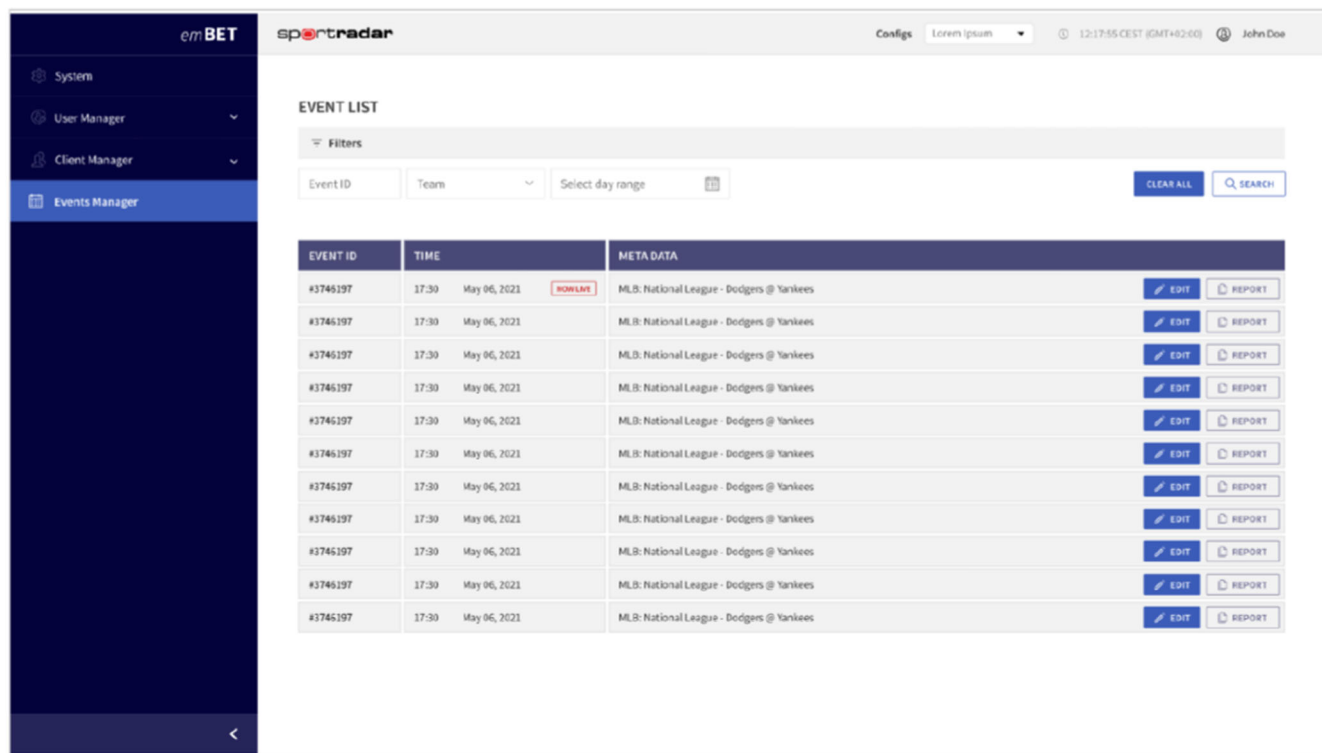 emBET
sportradar
Configs Lorem Ipsum 12:17:55 CEST (GMT+02:00) John Doe
System
User Manager
Client Manager
Events Manager
EVENT LIST
Filters
Event ID Team Select day range CLEAR ALL SEARCH
EVENT ID TIME META DATA
#3746197 17:30 May 06, 2021 NOW LIVE MLB: National League - Dodgers @ Yankees EDIT REPORT
#3746197 17:30 May 06, 2021 MLB: National League - Dodgers @ Yankees EDIT REPORT
#3746197 17:30 May 06, 2021 MLB: National League - Dodgers @ Yankees EDIT REPORT
#3746197 17:30 May 06, 2021 MLB: National League - Dodgers @ Yankees EDIT REPORT
#3746197 17:30 May 06, 2021 MLB: National League - Dodgers @ Yankees EDIT REPORT
#3746197 17:30 May 06, 2021 MLB: National League - Dodgers @ Yankees EDIT REPORT
#3746197 17:30 May 06, 2021 MLB: National League - Dodgers @ Yankees EDIT REPORT
#3746197 17:30 May 06, 2021 MLB: National League - Dodgers @ Yankees EDIT REPORT
#3746197 17:30 May 06, 2021 MLB: National League - Dodgers @ Yankees EDIT REPORT
#3746197 17:30 May 06, 2021 MLB: National League - Dodgers @ Yankees EDIT REPORT
#3746197 17:30 May 06, 2021 MLB: National League - Dodgers @ Yankees EDIT REPORT